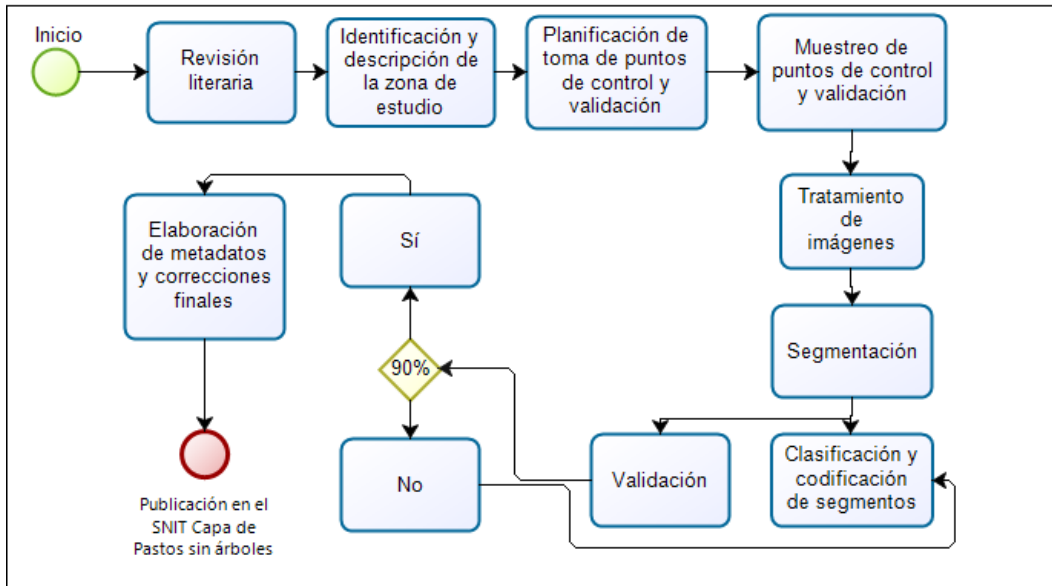 Inicio
Revisión
literaria
Identificación y
descripción de
la zona de
estudio
Planificación de
toma de puntos
de control y
validación
Muestreo de
puntos de control
y validación
Tratamiento
de
imágenes
Segmentación
Clasificación y
codificación
de segmentos
Validación
90%
Sí
No
Elaboración
de metadatos
y correcciones
finales
Publicación en el
SNIT Capa de
Pastos sin árboles